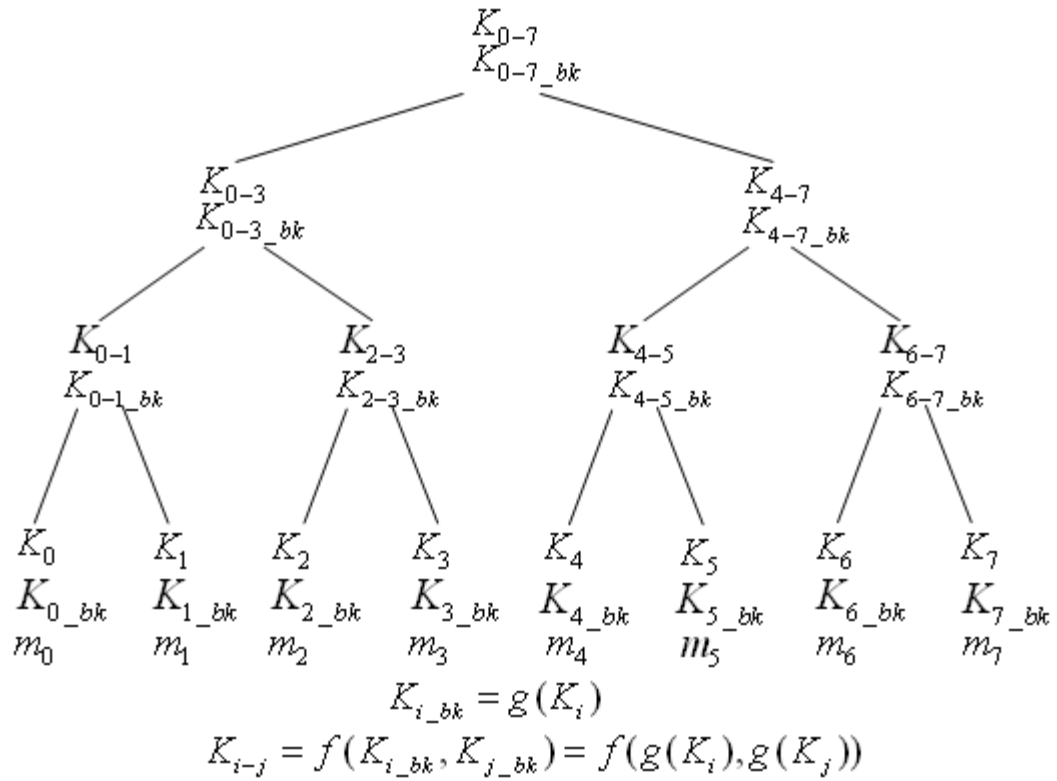 K_{0-7}
K_{0-7_bk}
K_{0-3} K_{4-7}
K_{0-3_bk} K_{4-7_bk}
K_{0-1} K_{2-3} K_{4-5} K_{6-7}
K_{0-1_bk} K_{2-3_bk} K_{4-5_bk} K_{6-7_bk}
K_0 K_1 K_2 K_3 K_4 K_5 K_6 K_7
K_{0_bk} K_{1_bk} K_{2_bk} K_{3_bk} K_{4_bk} K_{5_bk} K_{6_bk} K_{7_bk}
m_0 m_1 m_2 m_3 m_4 m_5 m_6 m_7
K_{i_bk} = g(K_i)
K_{i-j} = f(K_{i_bk}, K_{j_bk}) = f(g(K_i), g(K_j))